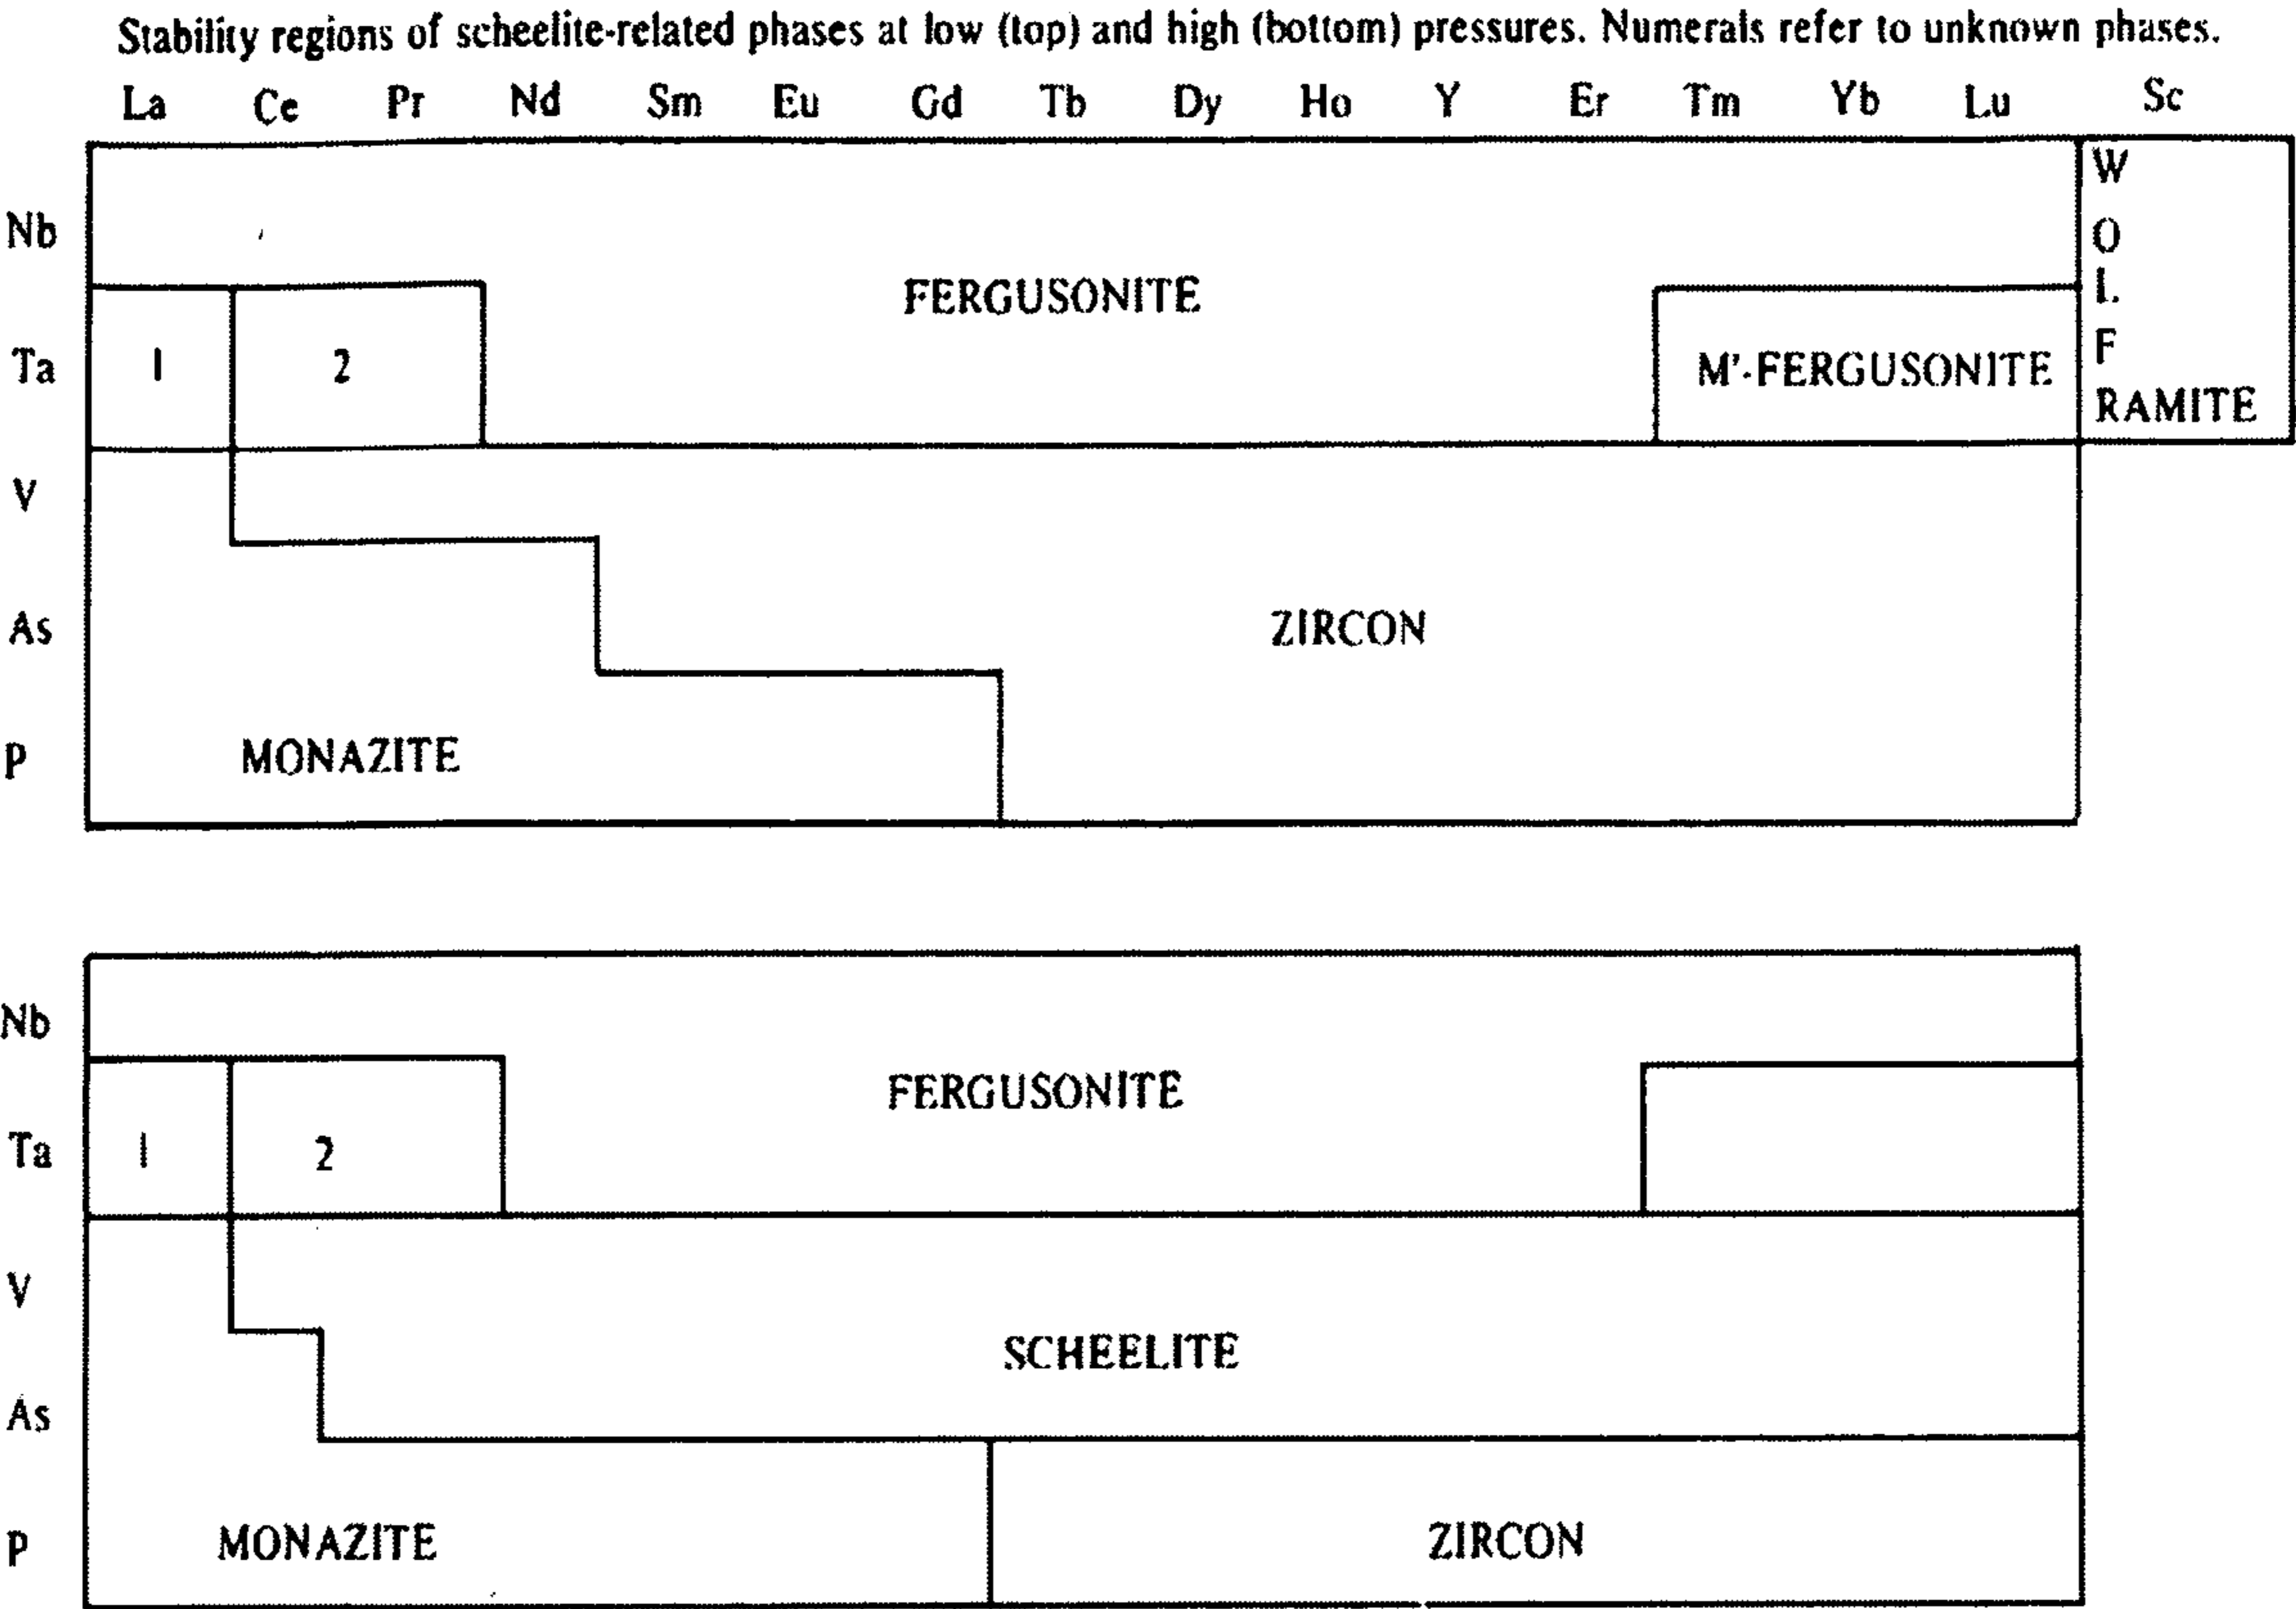 Stability regions of scheelite-related phases at low (top) and high (bottom) pressures. Numerals refer to unknown phases.
La Ce Pr Nd Sm Eu Gd Tb Dy Ho Y Er Tm Yb Lu Sc
W
Nb O
FERGUSONITE L
F
Ta 1 2 M'-FERGUSONITE
RAMITE
V
As ZIRCON
P MONAZITE
Nb
FERGUSONITE
Ta 1 2
V
SCHEELITE
As
P MONAZITE ZIRCON